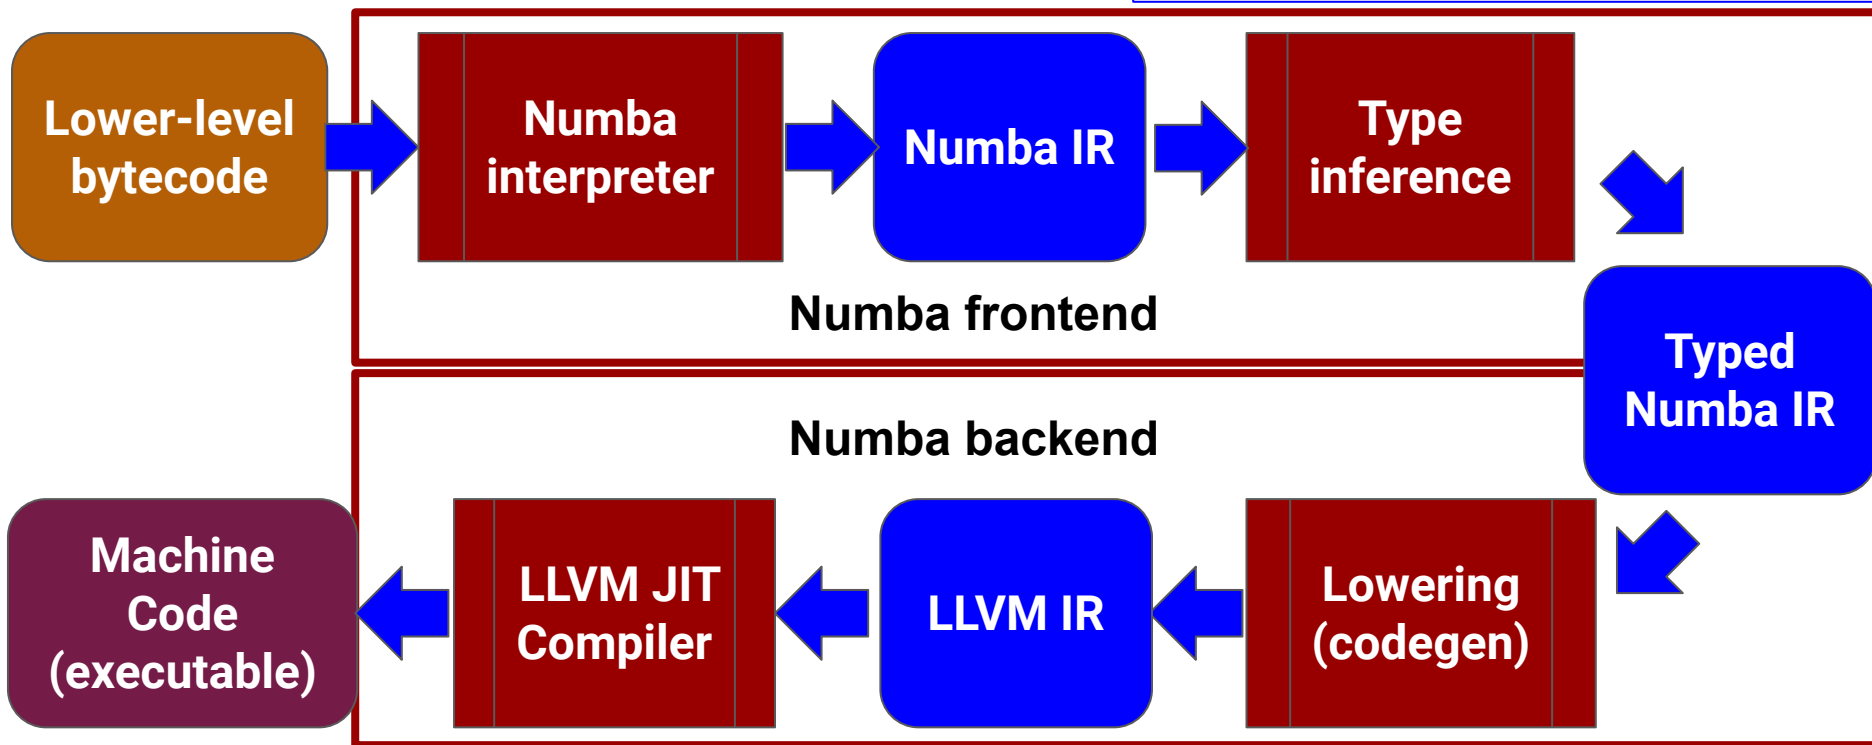 Lower-level
bytecode
Numba
interpreter
Numba IR
Type
inference
Numba frontend
Typed
Numba IR
Numba backend
Machine
Code
(executable)
LLVM JIT
Compiler
LLVM IR
Lowering
(codegen)